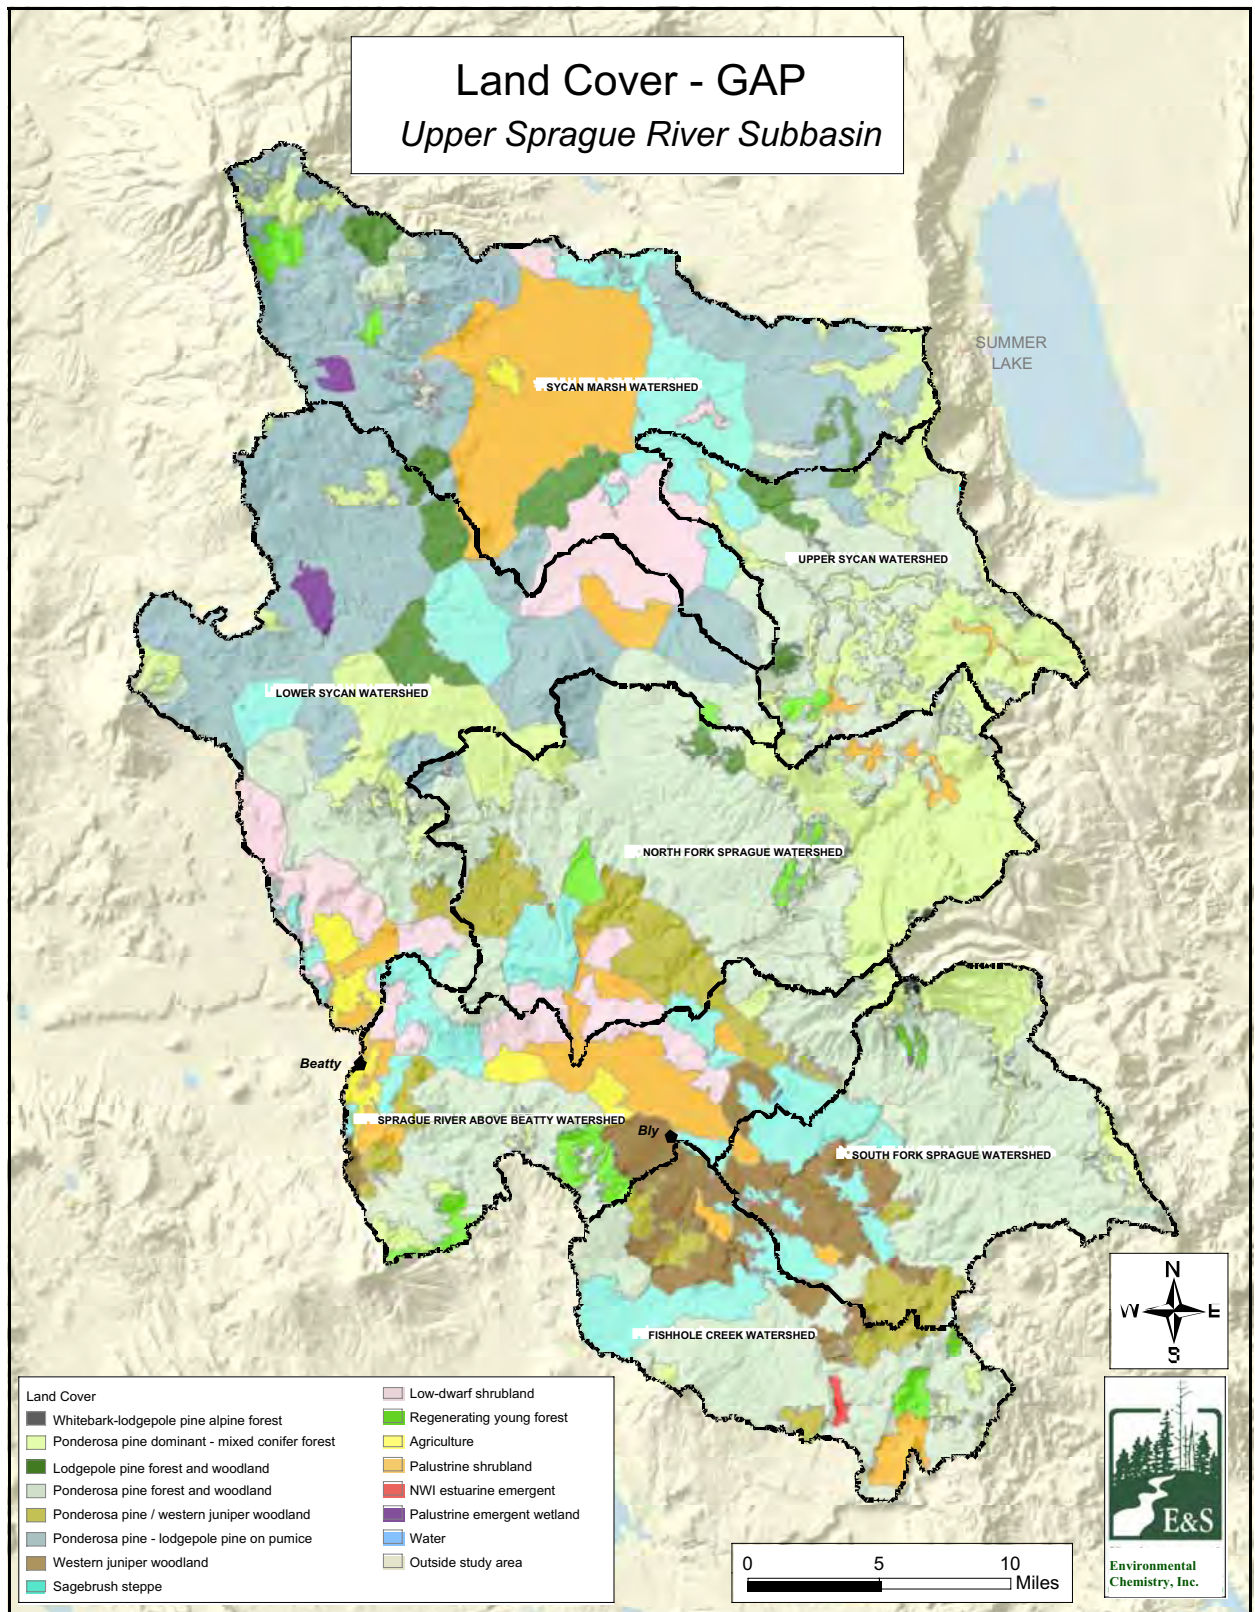 Land Cover - GAP
Upper Sprague River Subbasin
SUMMER
LAKE
SYCAN MARSH WATERSHED
UPPER SYCAN WATERSHED
LOWER SYCAN WATERSHED
NORTH FORK SPRAGUE WATERSHED
Beatty
SPRAGUE RIVER ABOVE BEATTY WATERSHED
Bly
SOUTH FORK SPRAGUE WATERSHED
FISHHOLE CREEK WATERSHED
N
W E
S
Land Cover
Whitebark-lodgepole pine alpine forest
Ponderosa pine dominant - mixed conifer forest
Lodgepole pine forest and woodland
Ponderosa pine forest and woodland
Ponderosa pine / western juniper woodland
Ponderosa pine - lodgepole pine on pumice
Western juniper woodland
Sagebrush steppe
Low-dwarf shrubland
Regenerating young forest
Agriculture
Palustrine shrubland
NWI estuarine emergent
Palustrine emergent wetland
Water
Outside study area
0 5 10
Miles
E&S
Environmental
Chemistry, Inc.